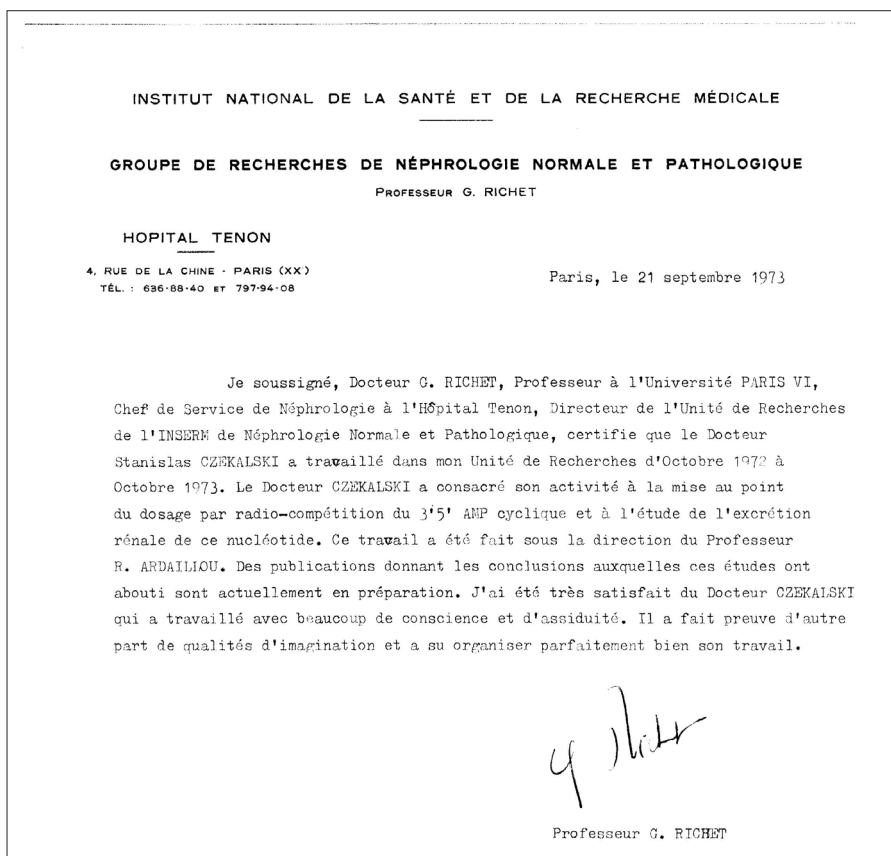 INSTITUT NATIONAL DE LA SANTÉ ET DE LA RECHERCHE MÉDICALE
GROUPE DE RECHERCHES DE NÉPHROLOGIE NORMALE ET PATHOLOGIQUE
PROFESSEUR G. RICHET
HOPITAL TENON
4, RUE DE LA CHINE - PARIS (XX')
TÉL. : 636-88-40 ET 797-94-08
Paris, le 21 septembre 1973
Je soussigné, Docteur G. RICHET, Professeur à l'Université PARIS VI,
Chef de Service de Néphrologie à l'Hôpital Tenon, Directeur de l'Unité de Recherches
de l'INSERM de Néphrologie Normale et Pathologique, certifie que le Docteur
Stanislas CZEKALSKI a travaillé dans mon Unité de Recherches d'Octobre 1972 à
Octobre 1973. Le Docteur CZEKALSKI a consacré son activité à la mise au point
du dosage par radio-compétition du 3'5' AMP cyclique et à l'étude de l'excrétion
rénale de ce nucléotide. Ce travail a été fait sous la direction du Professeur
R. ARDAILLOU. Des publications donnant les conclusions auxquelles ces études ont
abouti sont actuellement en préparation. J'ai été très satisfait du Docteur CZEKALSKI
qui a travaillé avec beaucoup de conscience et d'assiduité. Il a fait preuve d'autre
part de qualités d'imagination et a su organiser parfaitement bien son travail.
G Richet
Professeur G. RICHET